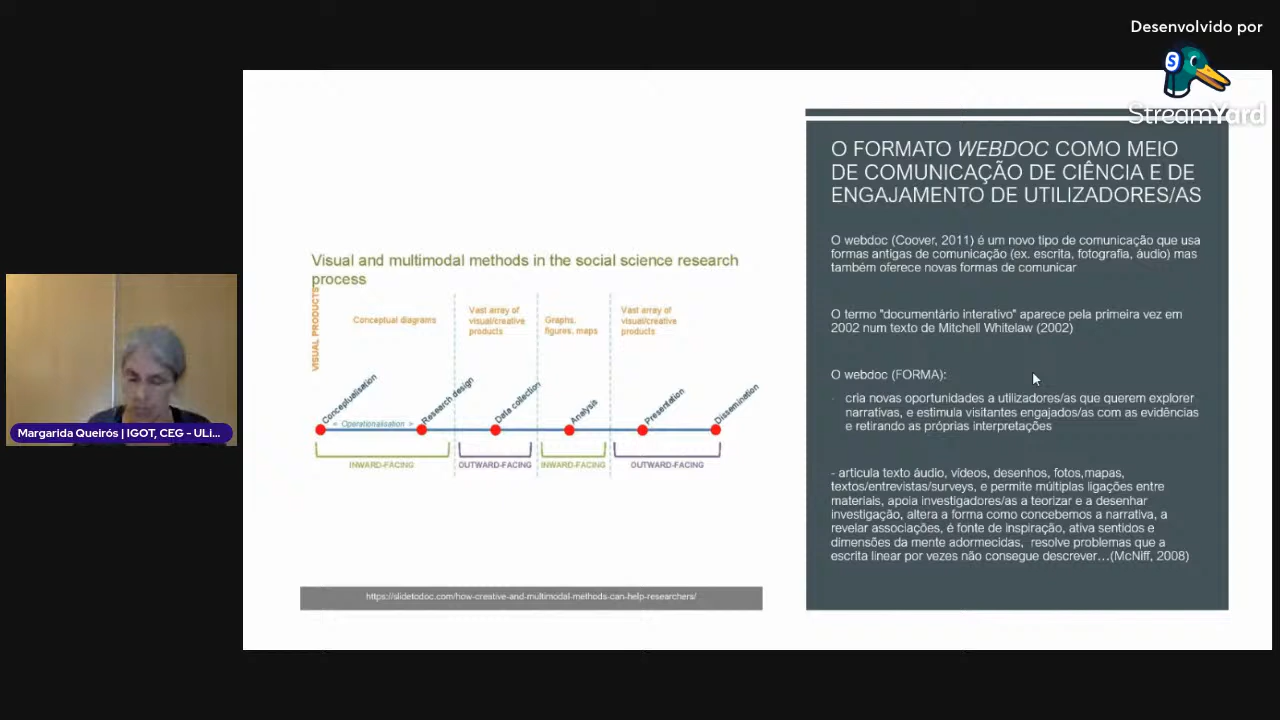 Desenvolvido por
S
StreamYard
O FORMATO WEBDOC COMO MEIO
DE COMUNICAÇÃO DE CIÊNCIA E DE
ENGAJAMENTO DE UTILIZADORES/AS
O webdoc (Coover, 2011) é um novo tipo de comunicação que usa
formas antigas de comunicação (ex. escrita, fotografia, áudio) mas
também oferece novas formas de comunicar
O termo "documentário interativo" aparece pela primeira vez em
2002 num texto de Mitchell Whitelaw (2002)
O webdoc (FORMA):
· cria novas oportunidades a utilizadores/as que querem explorer
narrativas, e estimula visitantes engajados/as com as evidências
e retirando as próprias interpretações
- articula texto áudio, vídeos, desenhos, fotos,mapas,
textos/entrevistas/surveys, e permite múltiplas ligações entre
materiais, apoia investigadores/as a teorizar e a desenhar
investigação, altera a forma como concebemos a narrativa, a
revelar associações, é fonte de inspiração, ativa sentidos e
dimensões da mente adormecidas, resolve problemas que a
escrita linear por vezes não consegue descrever…(McNiff, 2008)
Visual and multimodal methods in the social science research
process
VISUAL PRODUCTS
Conceptual diagrams
Vast array of
visual/creative
products
Graphs,
figures, maps
Vast array of
visual/creative
products
Conceptualisation
Research design
Data collection
Analysis
Presentation
Dissemination
< Operationalisation >
INWARD-FACING
OUTWARD-FACING
INWARD-FACING
OUTWARD-FACING
https://slidetodoc.com/how-creative-and-multimodal-methods-can-help-researchers/
Margarida Queirós | IGOT, CEG – ULi...